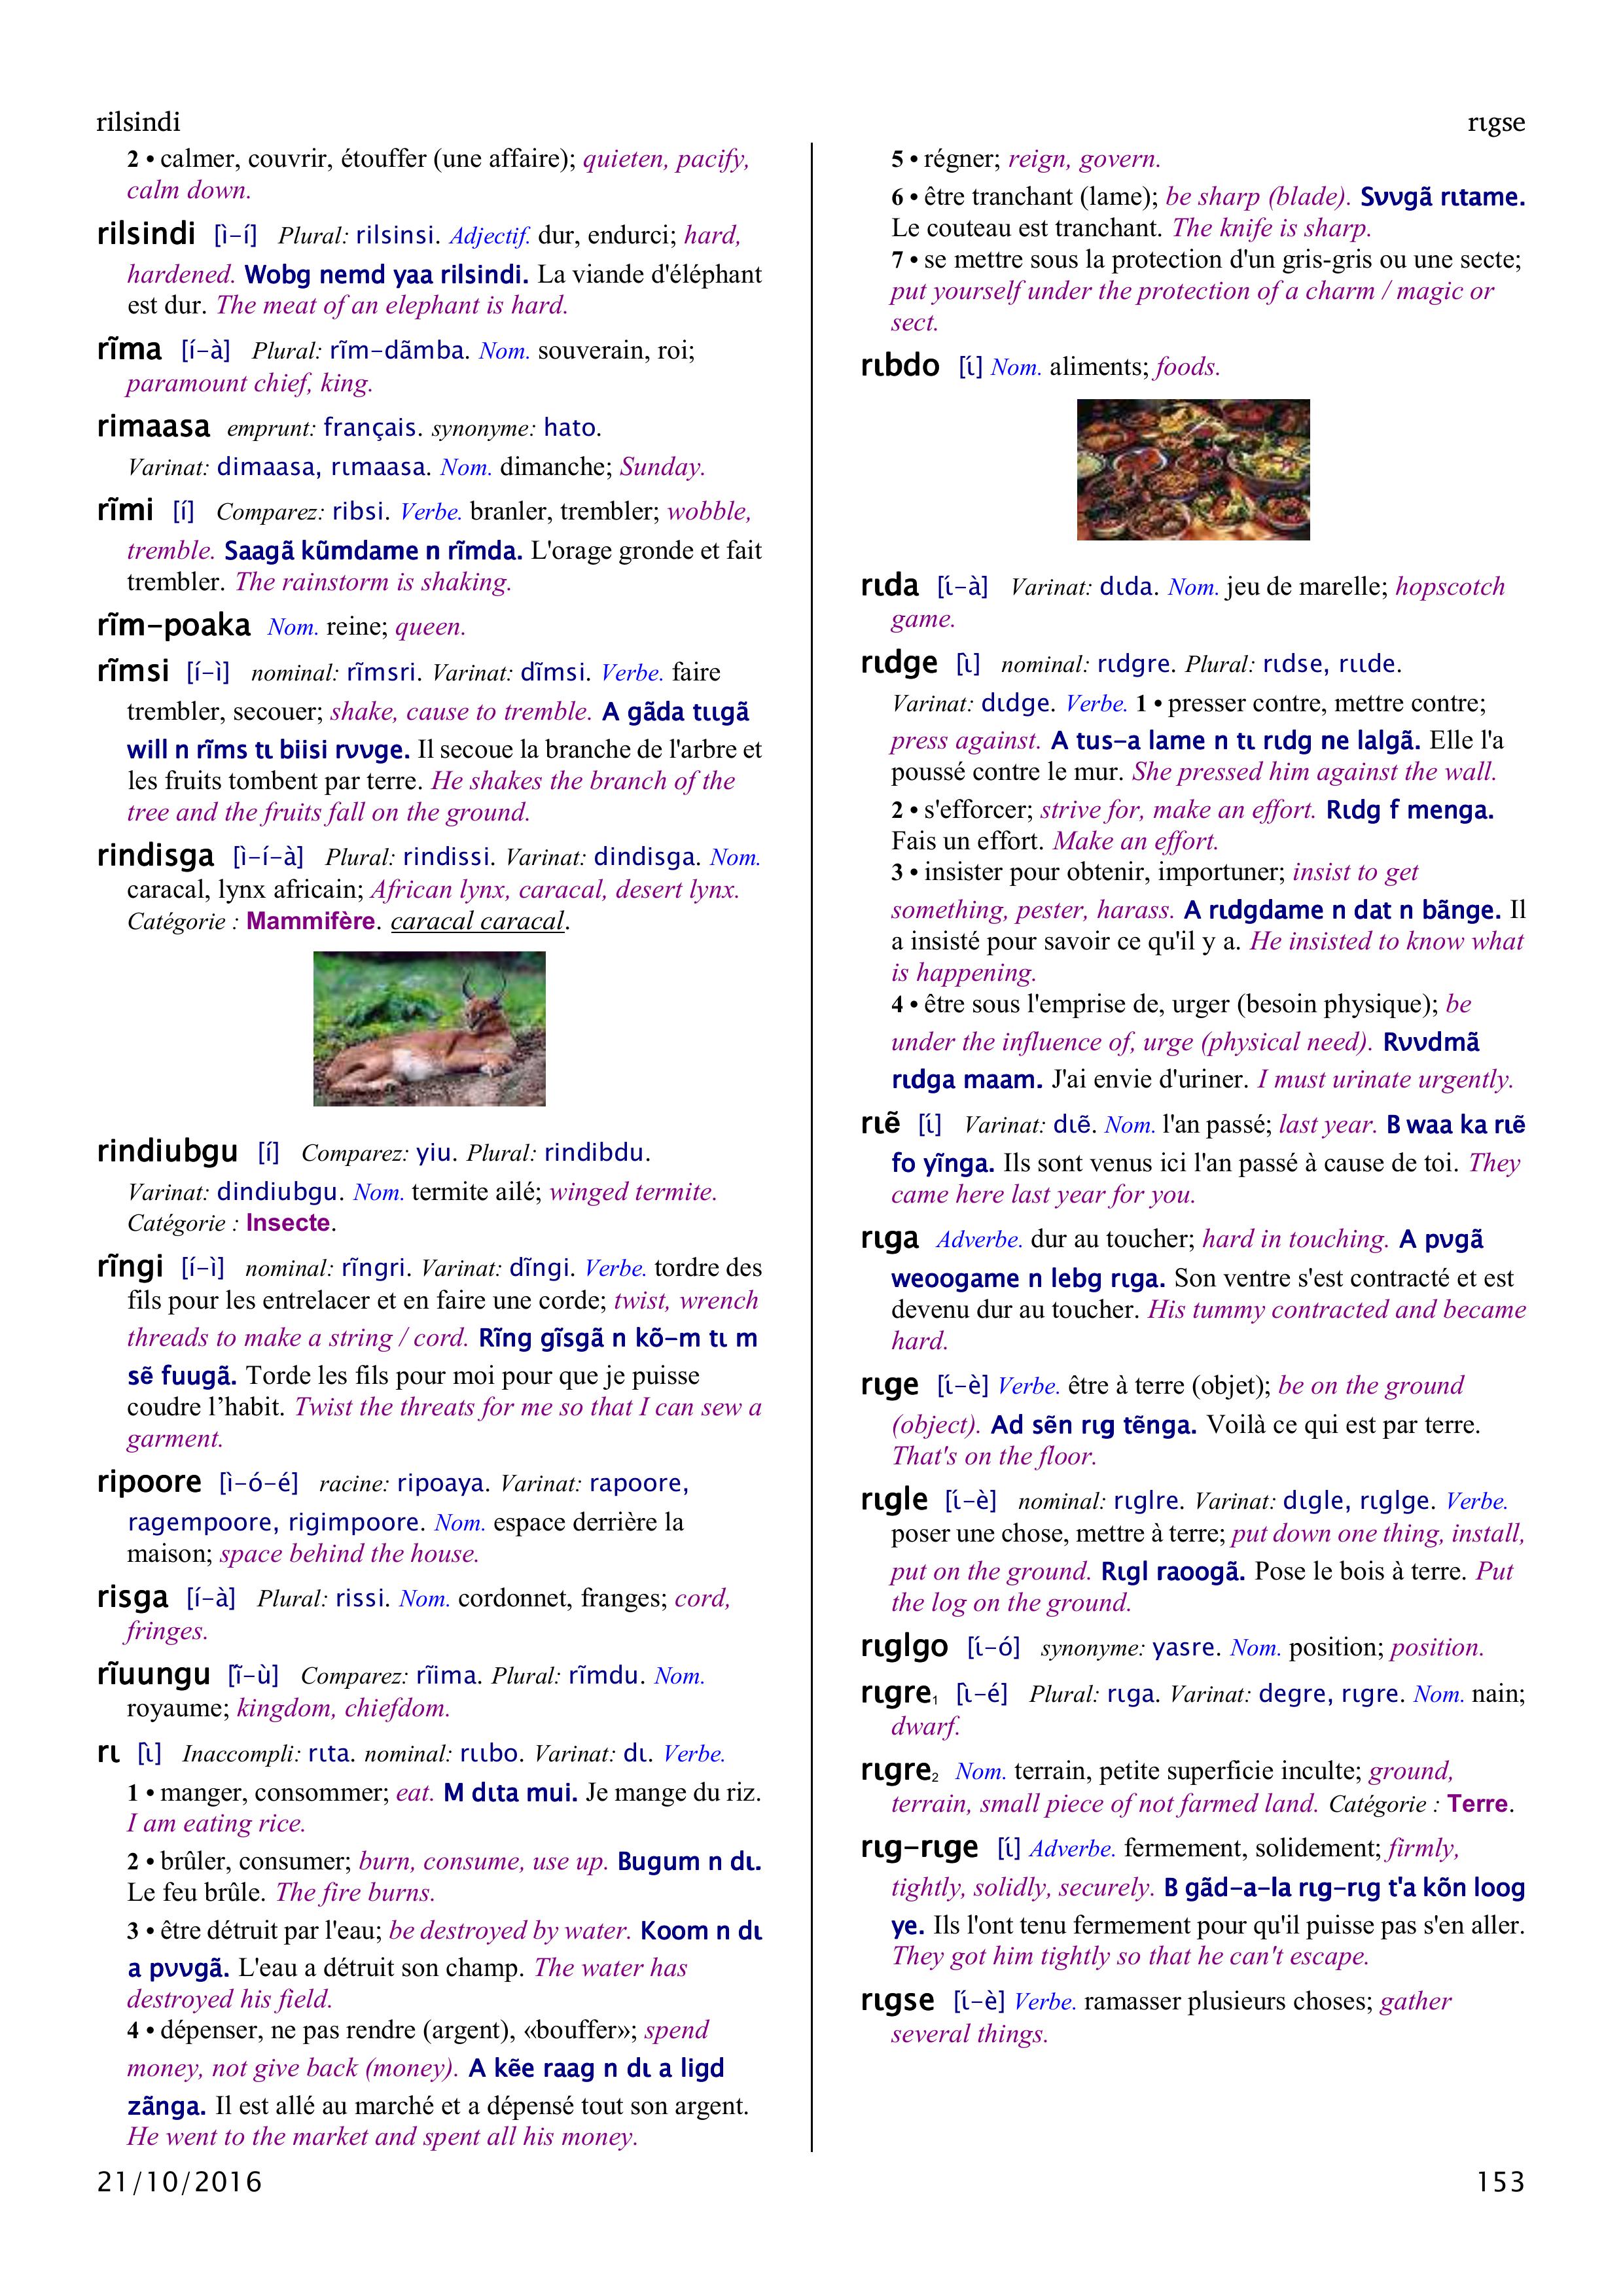 rilsindi
rɩgse
2 • calmer, couvrir, étouffer (une affaire); quieten, pacify,
calm down.
rilsindi [ì-í] Plural: rilsinsi. Adjectif. dur, endurci; hard,
hardened. Wobg nemd yaa rilsindi. La viande d'éléphant
est dur. The meat of an elephant is hard.
rĩma [í-à] Plural: rĩm-dãmba. Nom. souverain, roi;
paramount chief, king.
rimaasa emprunt: français. synonyme: hato.
Varinat: dimaasa, rɩmaasa. Nom. dimanche; Sunday.
rĩmi [í] Comparez: ribsi. Verbe. branler, trembler; wobble,
tremble. Saagã kũmdame n rĩmda. L'orage gronde et fait
trembler. The rainstorm is shaking.
rĩm-poaka Nom. reine; queen.
rĩmsi [í-ì] nominal: rĩmsri. Varinat: dĩmsi. Verbe. faire
trembler, secouer; shake, cause to tremble. A gãda tɩɩgã
will n rĩms tɩ biisi rʋʋge. Il secoue la branche de l'arbre et
les fruits tombent par terre. He shakes the branch of the
tree and the fruits fall on the ground.
rindisga [ì-í-à] Plural: rindissi. Varinat: dindisga. Nom.
caracal, lynx africain; African lynx, caracal, desert lynx.
Catégorie : Mammifère. caracal caracal.
rindiubgu [í] Comparez: yiu. Plural: rindibdu.
Varinat: dindiubgu. Nom. termite ailé; winged termite.
Catégorie : Insecte.
rĩngi [í-ì] nominal: rĩngri. Varinat: dĩngi. Verbe. tordre des
fils pour les entrelacer et en faire une corde; twist, wrench
threads to make a string / cord. Rĩng gĩsgã n kõ-m tɩ m
sẽ fuugã. Torde les fils pour moi pour que je puisse
coudre l’habit. Twist the threats for me so that I can sew a
garment.
ripoore [ì-ó-é] racine: ripoaya. Varinat: rapoore,
ragempoore, rigimpoore. Nom. espace derrière la
maison; space behind the house.
risga [í-à] Plural: rissi. Nom. cordonnet, franges; cord,
fringes.
rĩuungu [ĩ-ù] Comparez: rĩima. Plural: rĩmdu. Nom.
royaume; kingdom, chiefdom.
rɩ [ɩ̀] Inaccompli: rɩta. nominal: rɩɩbo. Varinat: dɩ. Verbe.
1 • manger, consommer; eat. M dɩta mui. Je mange du riz.
I am eating rice.
2 • brûler, consumer; burn, consume, use up. Bugum n dɩ.
Le feu brûle. The fire burns.
3 • être détruit par l'eau; be destroyed by water. Koom n dɩ
a pʋʋgã. L'eau a détruit son champ. The water has
destroyed his field.
4 • dépenser, ne pas rendre (argent), «bouffer»; spend
money, not give back (money). A kẽe raag n dɩ a ligd
zãnga. Il est allé au marché et a dépensé tout son argent.
He went to the market and spent all his money.
5 • régner; reign, govern.
6 • être tranchant (lame); be sharp (blade). Sʋʋgã rɩtame.
Le couteau est tranchant. The knife is sharp.
7 • se mettre sous la protection d'un gris-gris ou une secte;
put yourself under the protection of a charm / magic or
sect.
rɩbdo [ɩ́] Nom. aliments; foods.
rɩda [ɩ́-à] Varinat: dɩda. Nom. jeu de marelle; hopscotch
game.
rɩdge [ɩ̀] nominal: rɩdgre. Plural: rɩdse, rɩɩde.
Varinat: dɩdge. Verbe. 1 • presser contre, mettre contre;
press against. A tus-a lame n tɩ rɩdg ne lalgã. Elle l'a
poussé contre le mur. She pressed him against the wall.
2 • s'efforcer; strive for, make an effort. Rɩdg f menga.
Fais un effort. Make an effort.
3 • insister pour obtenir, importuner; insist to get
something, pester, harass. A rɩdgdame n dat n bãnge. Il
a insisté pour savoir ce qu'il y a. He insisted to know what
is happening.
4 • être sous l'emprise de, urger (besoin physique); be
under the influence of, urge (physical need). Rʋʋdmã
rɩdga maam. J'ai envie d'uriner. I must urinate urgently.
rɩẽ [ɩ́] Varinat: dɩẽ. Nom. l'an passé; last year. B waa ka rɩẽ
fo yĩnga. Ils sont venus ici l'an passé à cause de toi. They
came here last year for you.
rɩga Adverbe. dur au toucher; hard in touching. A pʋgã
weoogame n lebg rɩga. Son ventre s'est contracté et est
devenu dur au toucher. His tummy contracted and became
hard.
rɩge [ɩ́-è] Verbe. être à terre (objet); be on the ground
(object). Ad sẽn rɩg tẽnga. Voilà ce qui est par terre.
That's on the floor.
rɩgle [ɩ́-è] nominal: rɩglre. Varinat: dɩgle, rɩglge. Verbe.
poser une chose, mettre à terre; put down one thing, install,
put on the ground. Rɩgl raoogã. Pose le bois à terre. Put
the log on the ground.
rɩglgo [ɩ́-ó] synonyme: yasre. Nom. position; position.
rɩgre₁ [ɩ̀-é] Plural: rɩga. Varinat: degre, rɩgre. Nom. nain;
dwarf.
rɩgre₂ Nom. terrain, petite superficie inculte; ground,
terrain, small piece of not farmed land. Catégorie : Terre.
rɩg-rɩge [ɩ́] Adverbe. fermement, solidement; firmly,
tightly, solidly, securely. B gãd-a-la rɩg-rɩg t'a kõn loog
ye. Ils l'ont tenu fermement pour qu'il puisse pas s'en aller.
They got him tightly so that he can't escape.
rɩgse [ɩ́-è] Verbe. ramasser plusieurs choses; gather
several things.
21/10/2016
153